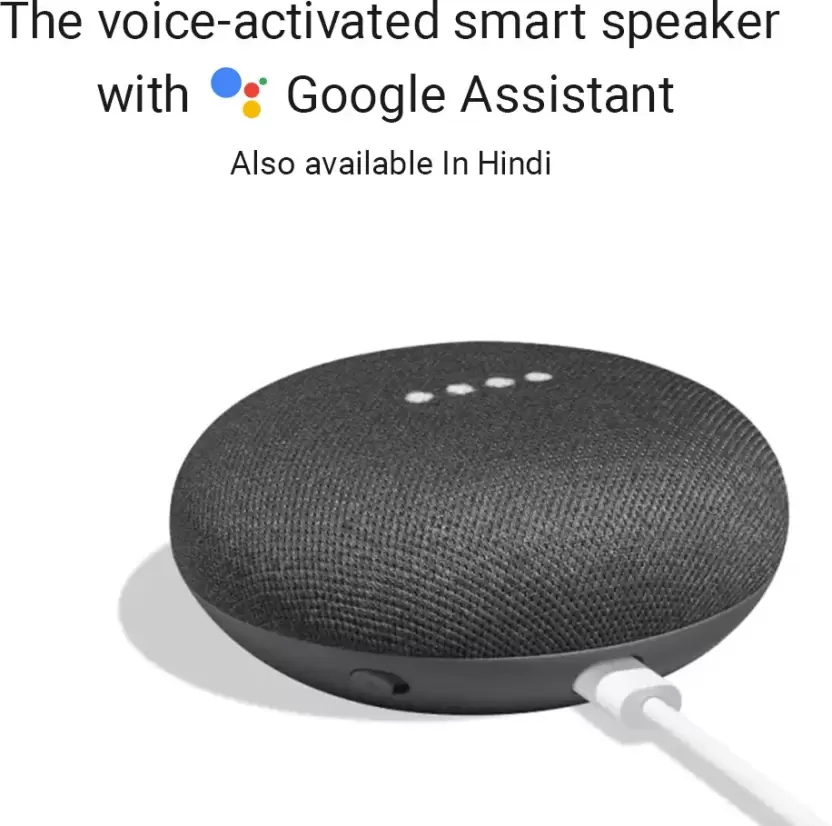 The voice-activated smart speaker
with Google Assistant
Also available In Hindi